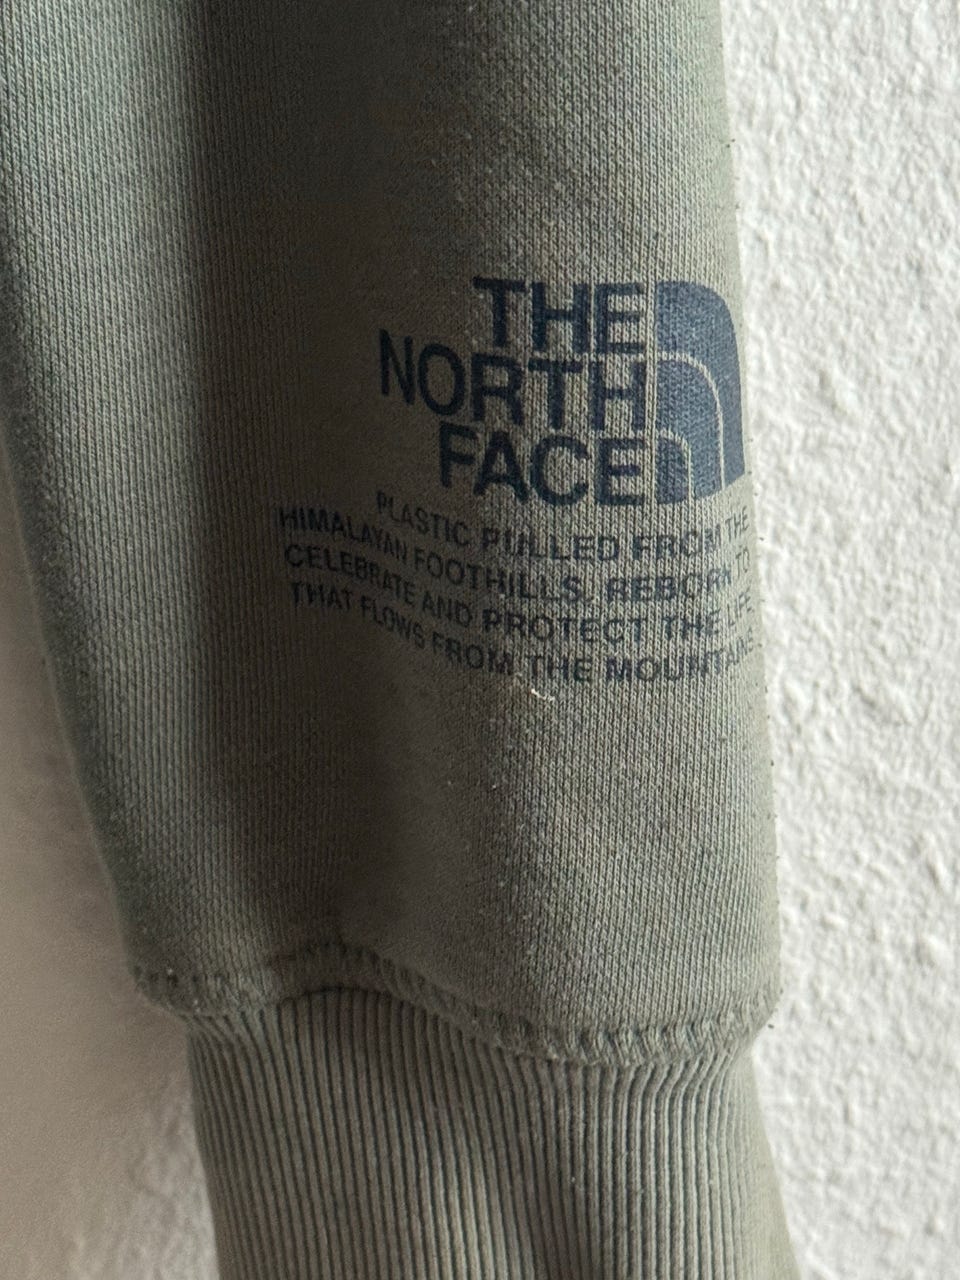 THE
NORTH
FACE
PLASTIC PULLED FROM THE
HIMALAYAN FOOTHILLS, REBORN TO
CELEBRATE AND PROTECT THE LIFE
THAT FLOWS FROM THE MOUNTAINS.